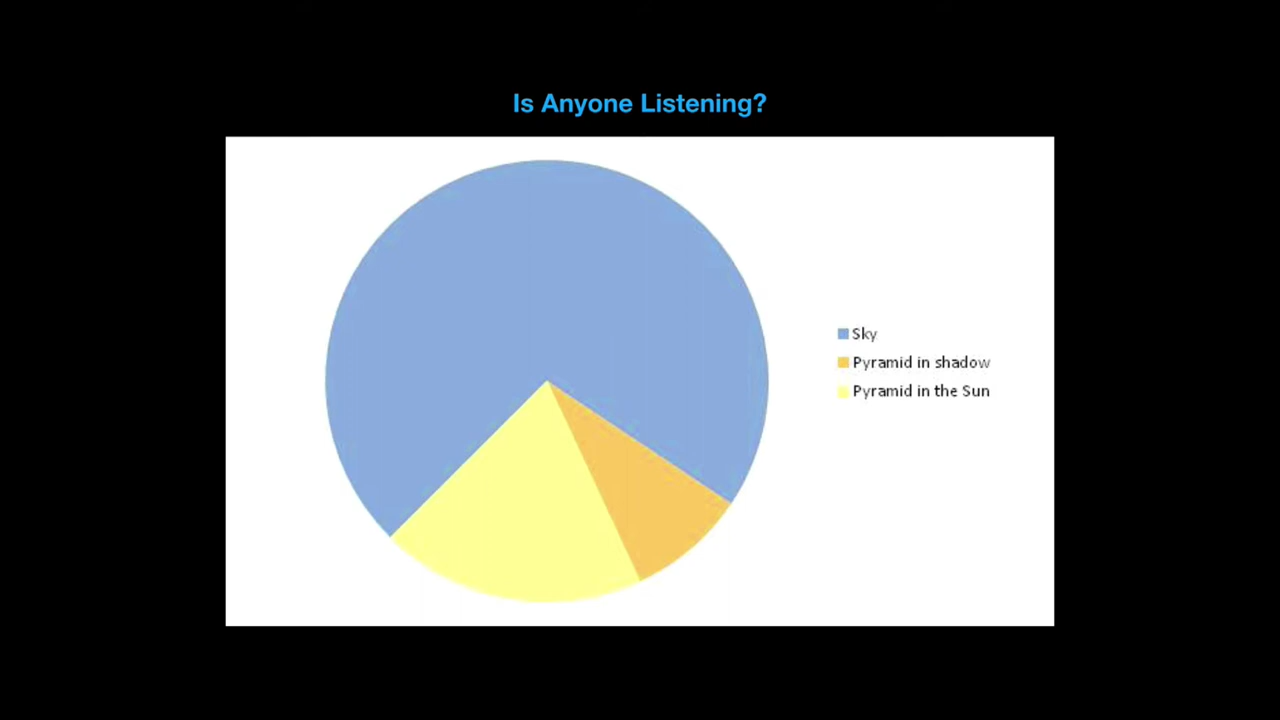 Is Anyone Listening?
Sky
Pyramid in shadow
Pyramid in the Sun